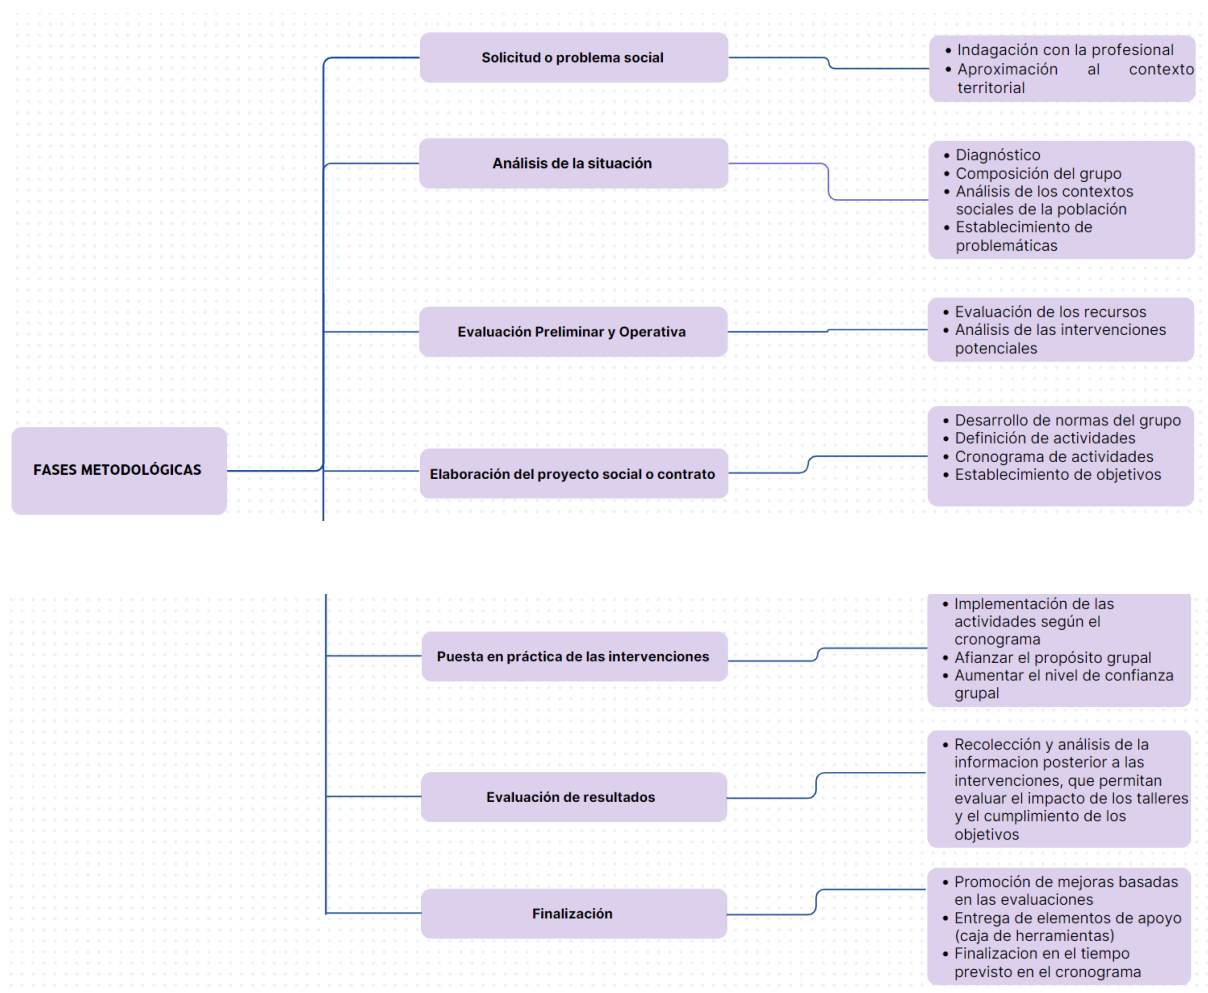 Solicitud o problema social
• Indagación con la profesional
• Aproximación al contexto
territorial
Análisis de la situación
• Diagnóstico
• Composición del grupo
• Análisis de los contextos
sociales de la población
• Establecimiento de
problemáticas
Evaluación Preliminar y Operativa
• Evaluación de los recursos
• Análisis de las intervenciones
potenciales
FASES METODOLÓGICAS
Elaboración del proyecto social o contrato
• Desarrollo de normas del grupo
• Definición de actividades
• Cronograma de actividades
• Establecimiento de objetivos
Puesta en práctica de las intervenciones
• Implementación de las
actividades según el
cronograma
• Afianzar el propósito grupal
• Aumentar el nivel de confianza
grupal
Evaluación de resultados
• Recolección y análisis de la
informacion posterior a las
intervenciones, que permitan
evaluar el impacto de los talleres
y el cumplimiento de los
objetivos
Finalización
• Promoción de mejoras basadas
en las evaluaciones
• Entrega de elementos de apoyo
(caja de herramientas)
• Finalizacion en el tiempo
previsto en el cronograma